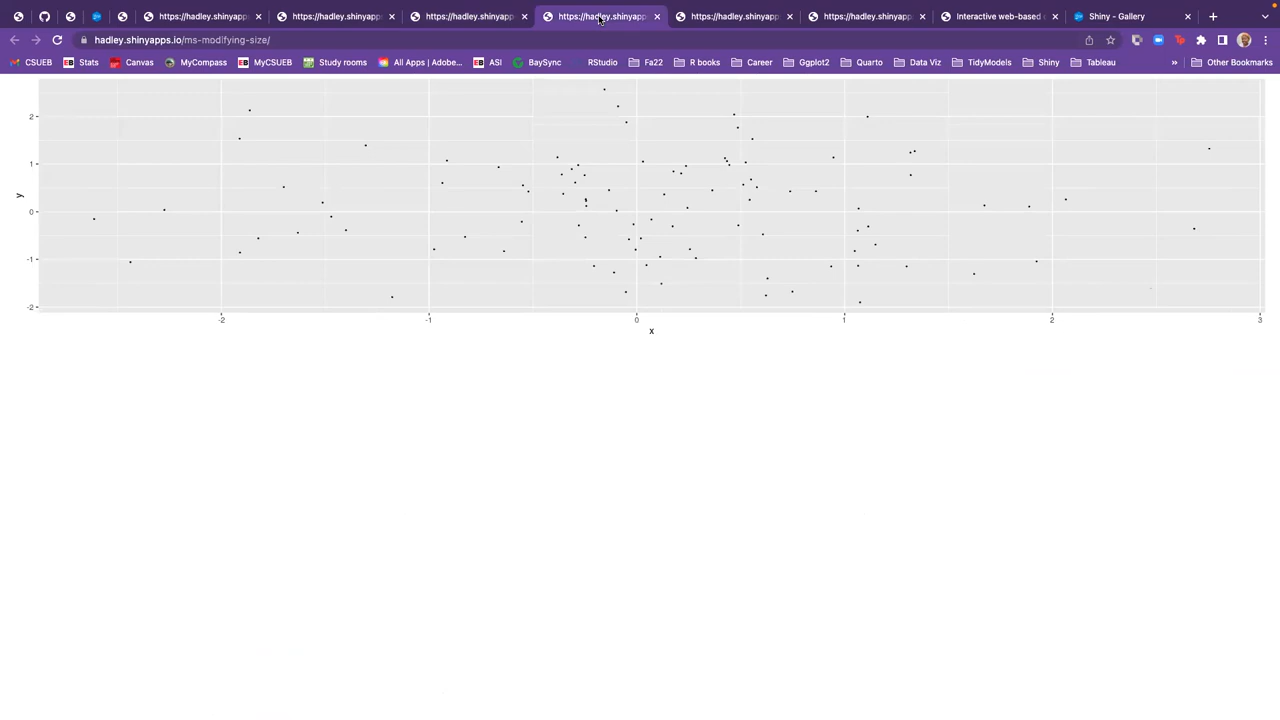 https://hadley.shinyapp https://hadley.shinyapp https://hadley.shinyapp https://hadley.shinyapp https://hadley.shinyapp https://hadley.shinyapp Interactive web-based Shiny - Gallery
hadley.shinyapps.io/ms-modifying-size/
CSUEB Stats Canvas MyCompass MyCSUEB Study rooms All Apps | Adobe... ASI BaySync RStudio Fa22 R books Career Ggplot2 Quarto Data Viz TidyModels Shiny Tableau » Other Bookmarks
2
1
y
0
-1
-2
-2 -1 0 1 2 3
x